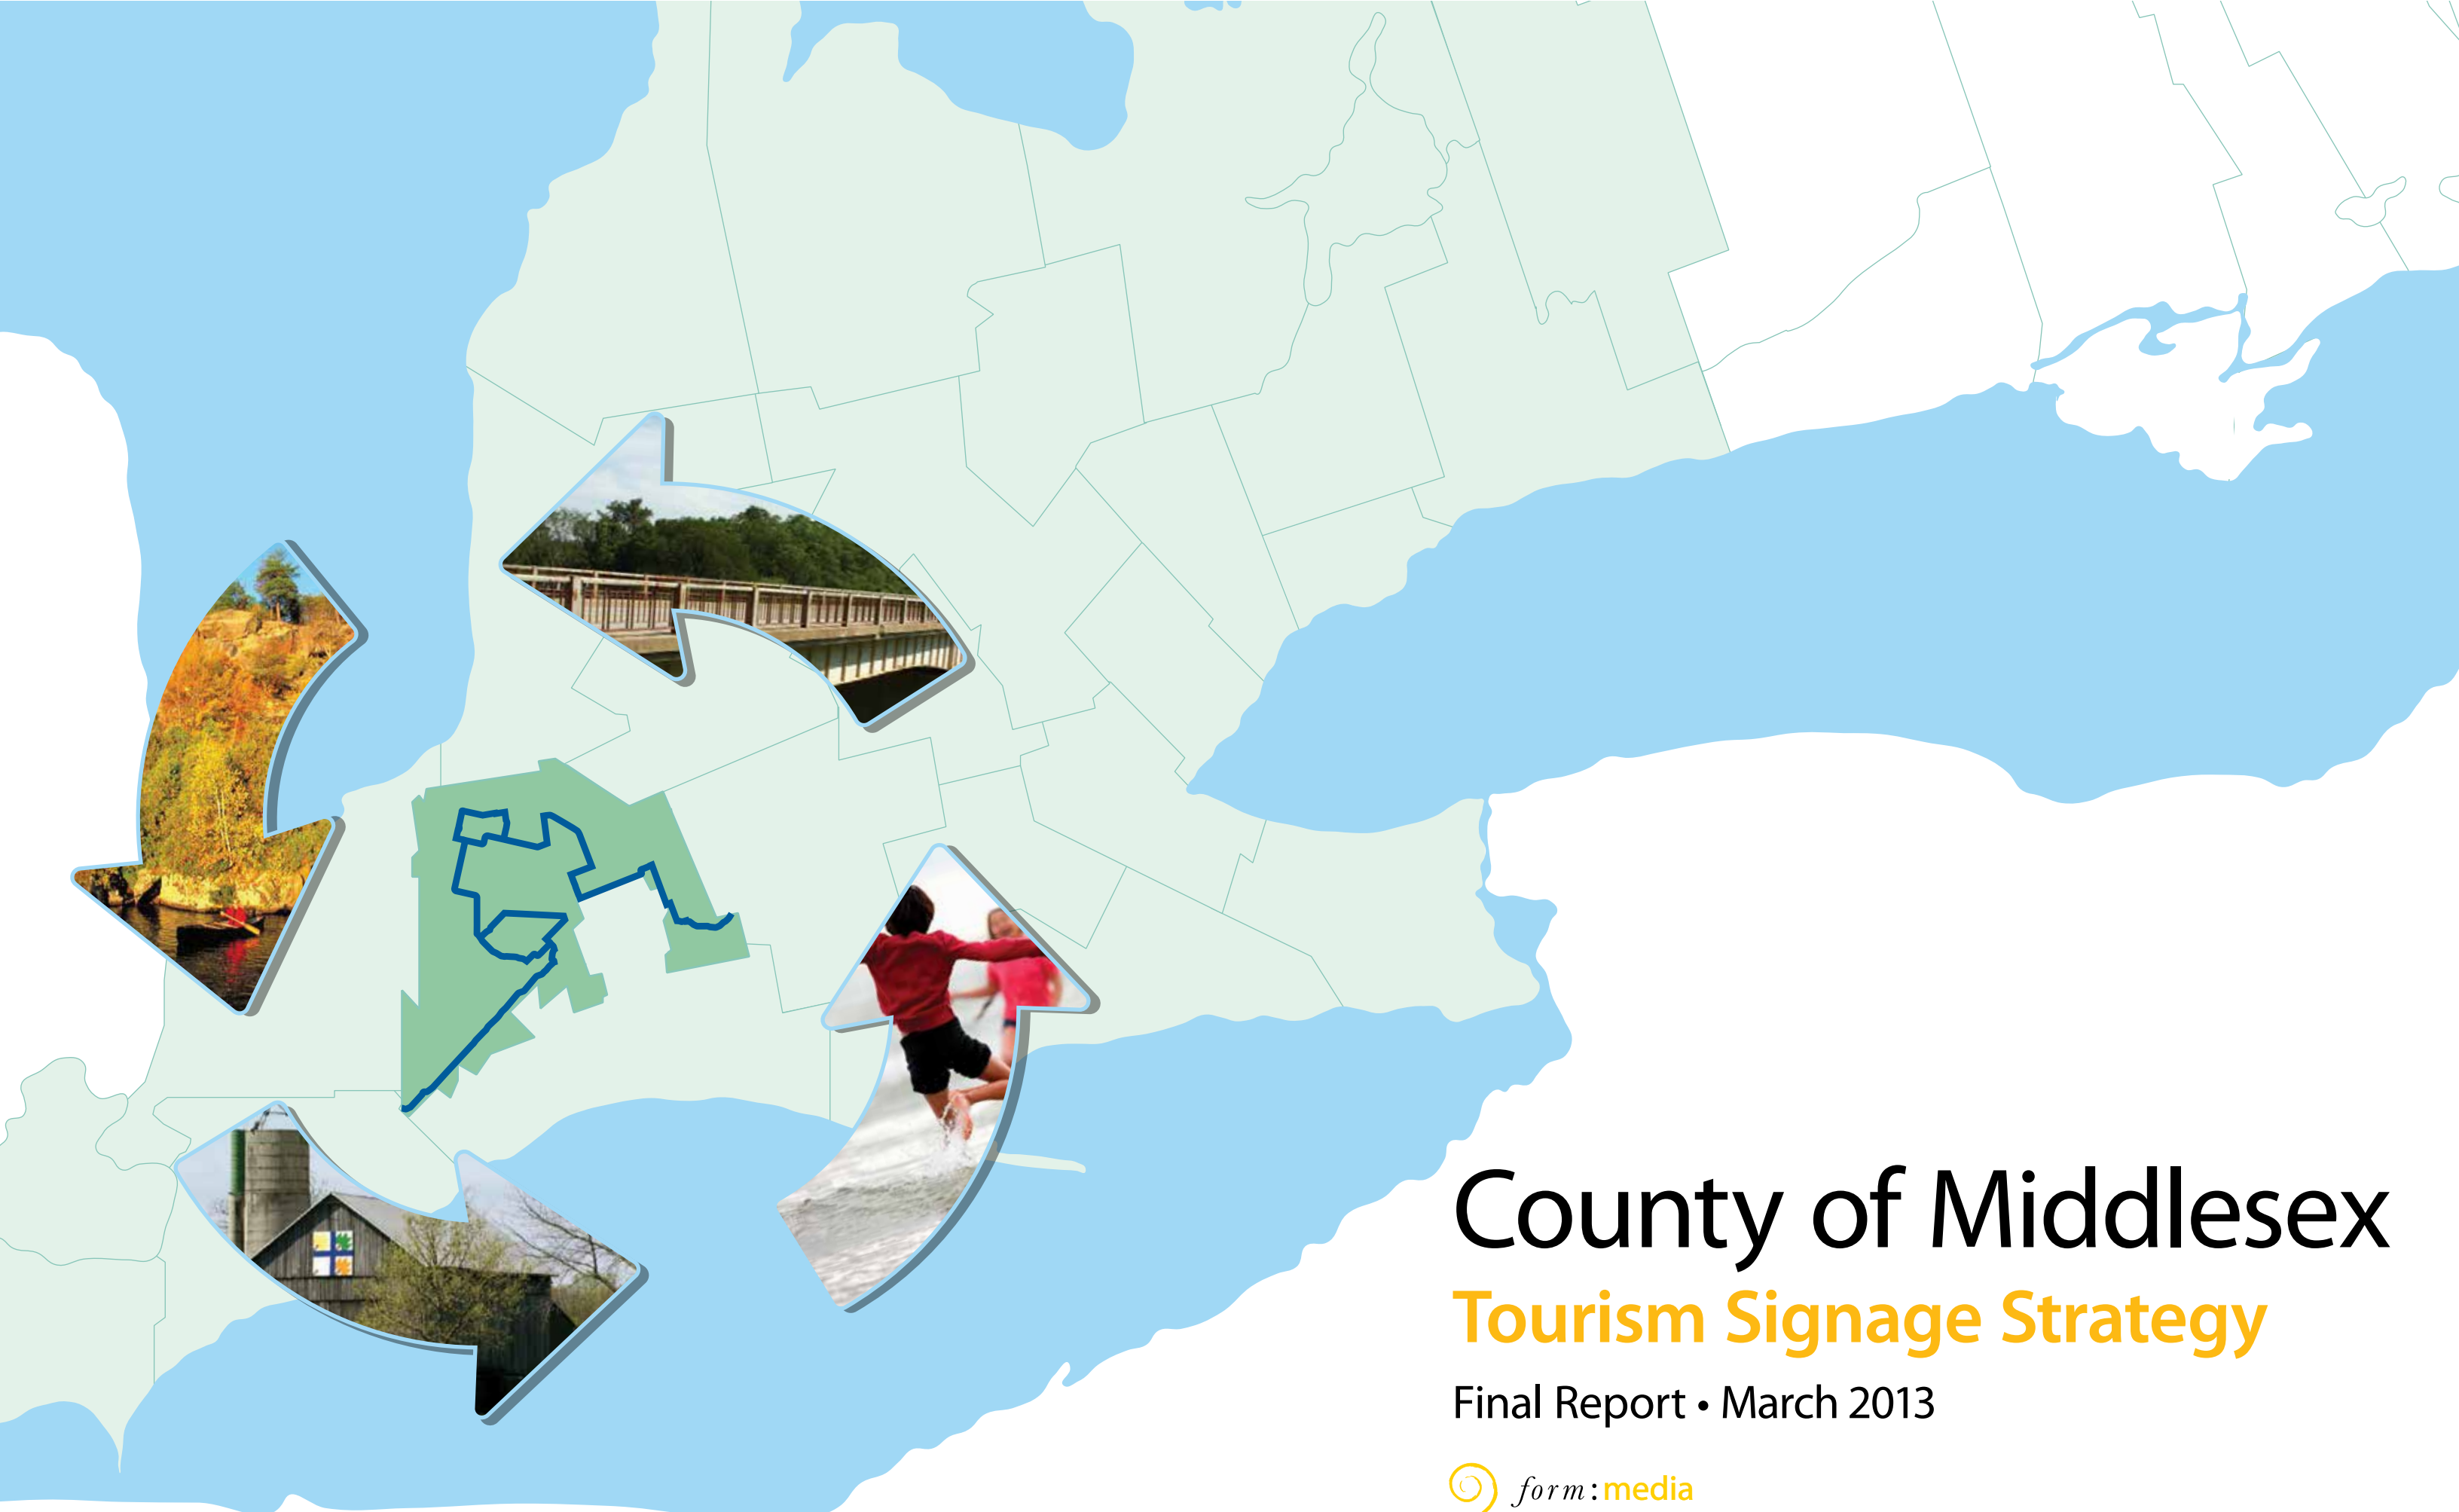 County of Middlesex
Tourism Signage Strategy
Final Report • March 2013
form:media